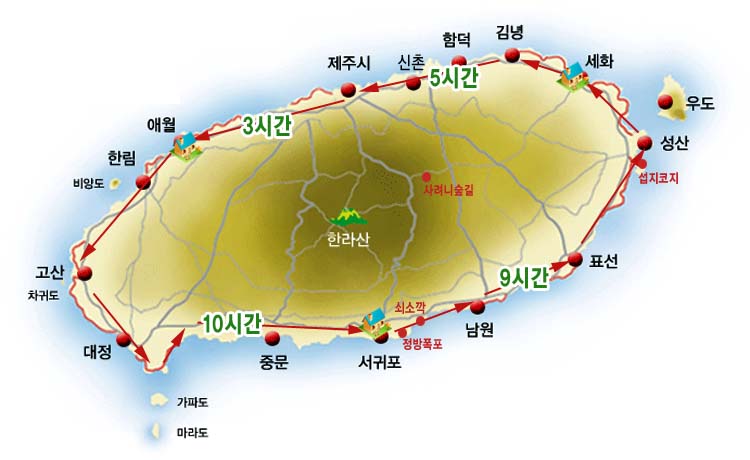 김녕
함덕
세화
신촌
제주시
5시간
우도
3시간
애월
성산
한림
섭지코지
비양도
사려니숲길
한라산
표선
고산
9시간
차귀도
쇠소깍
10시간
남원
정방폭포
대정
중문
서귀포
가파도
마라도